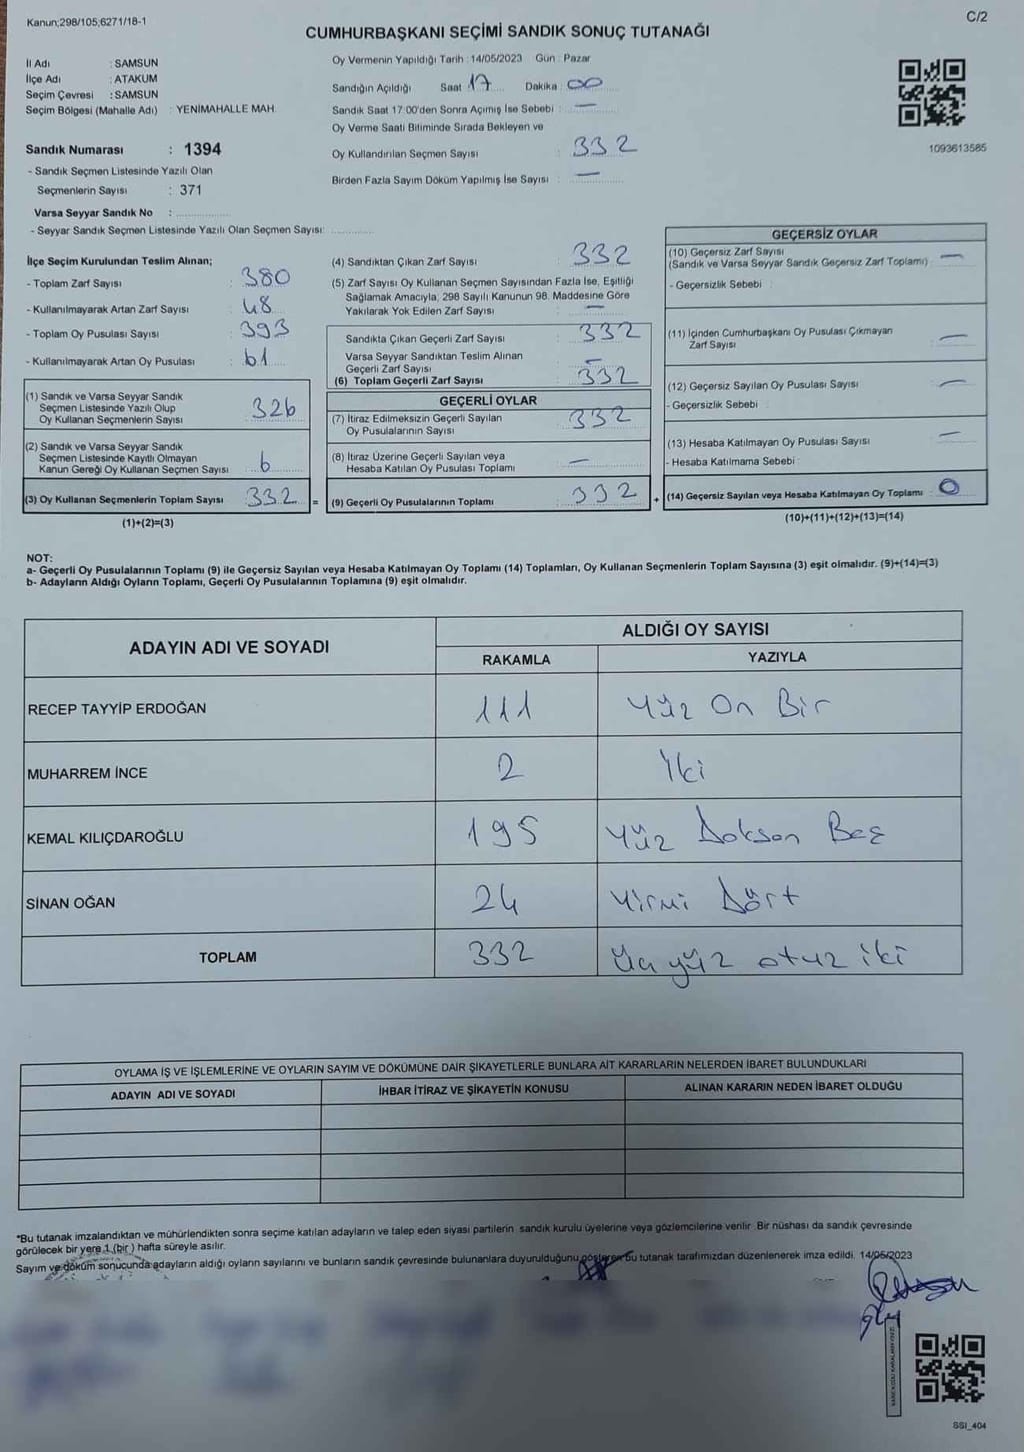 Kanun;298/105;6271/18-1
C/2
CUMHURBAŞKANI SEÇİMİ SANDIK SONUÇ TUTANAĞI
İl Adı : SAMSUN
İlçe Adı : ATAKUM
Seçim Çevresi : SAMSUN
Seçim Bölgesi (Mahalle Adı) : YENİMAHALLE MAH.
Sandık Numarası : 1394
- Sandık Seçmen Listesinde Yazılı Olan
Seçmenlerin Sayısı : 371
Varsa Seyyar Sandık No :
- Seyyar Sandık Seçmen Listesinde Yazılı Olan Seçmen Sayısı:
Oy Vermenin Yapıldığı Tarih : 14/05/2023 Gün : Pazar
Sandığın Açıldığı Saat 17 Dakika : 00
Sandık Saat 17:00'den Sonra Açımış İse Sebebi : —
Oy Verme Saati Bitiminde Sırada Bekleyen ve
Oy Kullandırılan Seçmen Sayısı : 332
Birden Fazla Sayım Döküm Yapılmış İse Sayısı : —
1093613585
İlçe Seçim Kurulundan Teslim Alınan;
- Toplam Zarf Sayısı : 380
- Kullanılmayarak Artan Zarf Sayısı : 48
- Toplam Oy Pusulası Sayısı : 393
- Kullanılmayarak Artan Oy Pusulası : 61
(1) Sandık ve Varsa Seyyar Sandık
Seçmen Listesinde Yazılı Olup
Oy Kullanan Seçmenlerin Sayısı 326
(2) Sandık ve Varsa Seyyar Sandık
Seçmen Listesinde Kayıtlı Olmayan
Kanun Gereği Oy Kullanan Seçmen Sayısı 6
(3) Oy Kullanan Seçmenlerin Toplam Sayısı 332 =
(1)+(2)=(3)
(4) Sandıktan Çıkan Zarf Sayısı : 332
(5) Zarf Sayısı Oy Kullanan Seçmen Sayısından Fazla İse, Eşitliği
Sağlamak Amacıyla; 298 Sayılı Kanunun 98. Maddesine Göre
Yakılarak Yok Edilen Zarf Sayısı : —
Sandıkta Çıkan Geçerli Zarf Sayısı : 332
Varsa Seyyar Sandıktan Teslim Alınan
Geçerli Zarf Sayısı : —
(6) Toplam Geçerli Zarf Sayısı : 332
GEÇERLİ OYLAR
(7) İtiraz Edilmeksizin Geçerli Sayılan
Oy Pusulalarının Sayısı 332
(8) İtiraz Üzerine Geçerli Sayılan veya
Hesaba Katılan Oy Pusulası Toplamı : —
(9) Geçerli Oy Pusulalarının Toplamı : 332 +
GEÇERSİZ OYLAR
(10) Geçersiz Zarf Sayısı
(Sandık ve Varsa Seyyar Sandık Geçersiz Zarf Toplamı) : —
- Geçersizlik Sebebi :
(11) İçinden Cumhurbaşkanı Oy Pusulası Çıkmayan
Zarf Sayısı : —
(12) Geçersiz Sayılan Oy Pusulası Sayısı : —
- Geçersizlik Sebebi :
(13) Hesaba Katılmayan Oy Pusulası Sayısı : —
- Hesaba Katılmama Sebebi :
(14) Geçersiz Sayılan veya Hesaba Katılmayan Oy Toplamı : 0
(10)+(11)+(12)+(13)=(14)
NOT:
a- Geçerli Oy Pusulalarının Toplamı (9) ile Geçersiz Sayılan veya Hesaba Katılmayan Oy Toplamı (14) Toplamları, Oy Kullanan Seçmenlerin Toplam Sayısına (3) eşit olmalıdır. (9)+(14)=(3)
b- Adayların Aldığı Oyların Toplamı, Geçerli Oy Pusulalarının Toplamına (9) eşit olmalıdır.
ADAYIN ADI VE SOYADI
ALDIĞI OY SAYISI
RAKAMLA YAZIYLA
RECEP TAYYİP ERDOĞAN 111 Yüz On Bir
MUHARREM İNCE 2 İki
KEMAL KILIÇDAROĞLU 195 Yüz Doksan Beş
SİNAN OĞAN 24 Yirmi Dört
TOPLAM 332 Üç yüz otuz iki
OYLAMA İŞ VE İŞLEMLERİNE VE OYLARIN SAYIM VE DÖKÜMÜNE DAİR ŞİKAYETLERLE BUNLARA AİT KARARLARIN NELERDEN İBARET BULUNDUKLARI
ADAYIN ADI VE SOYADI İHBAR İTİRAZ VE ŞİKAYETİN KONUSU ALINAN KARARIN NEDEN İBARET OLDUĞU
*Bu tutanak imzalandıktan ve mühürlendikten sonra seçime katılan adayların ve talep eden siyasi partilerin sandık kurulu üyelerine veya gözlemcilerine verilir. Bir nüshası da sandık çevresinde
görülecek bir yere 1 (bir ) hafta süreyle asılır.
Sayım ve döküm sonucunda adayların aldığı oyların sayılarını ve bunların sandık çevresinde bulunanlara duyurulduğunu gösteren bu tutanak tarafımızdan düzenlenerek imza edildi. 14/05/2023
SSI_404